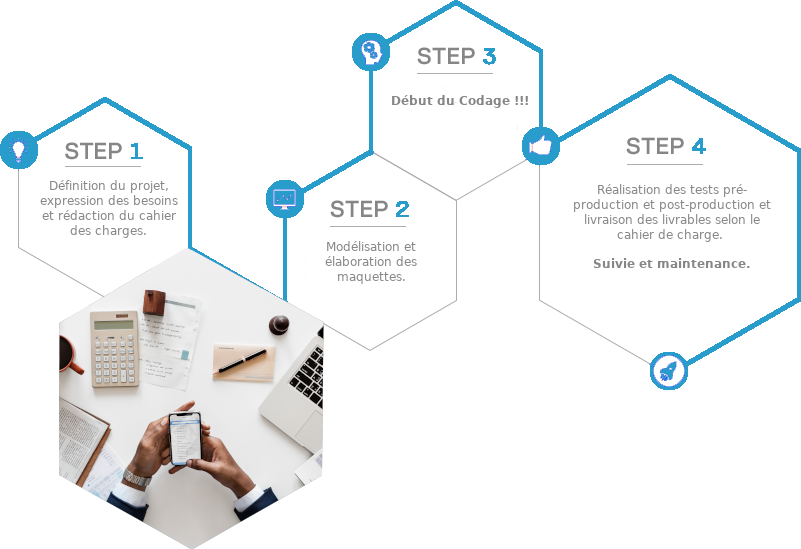 STEP 1
Définition du projet,
expression des besoins
et rédaction du cahier
des charges.
STEP 2
Modélisation et
élaboration des
maquettes.
STEP 3
Début du Codage !!!
STEP 4
Réalisation des tests pré-
production et post-production et
livraison des livrables selon le
cahier de charge.
Suivie et maintenance.